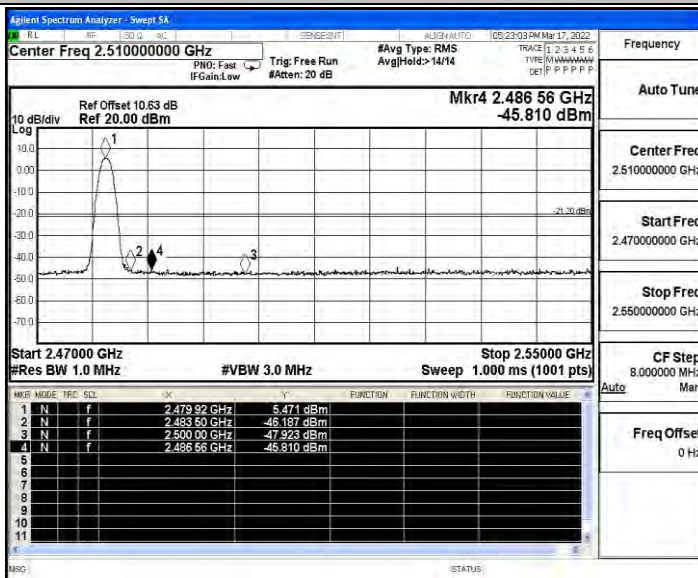 Agilent Spectrum Analyzer - Swept SA
RL RF 50 Ω AC SENSE:INT ALIGN AUTO 05:23:03 PM Mar 17, 2022
Center Freq 2.510000000 GHz
PNO: Fast
IFGain:Low
Trig: Free Run
#Atten: 20 dB
#Avg Type: RMS
Avg|Hold:>14/14
TRACE 1 2 3 4 5 6
TYPE M
DET P P P P P P
Ref Offset 10.63 dB
Ref 20.00 dBm
10 dB/div
Log
Mkr4 2.486 56 GHz
-45.810 dBm
10.0
0.00
-10.0
-20.0
-30.0
-40.0
-50.0
-60.0
-70.0
1
2
4
3
-21.20 dBm
Start 2.47000 GHz
Stop 2.55000 GHz
#Res BW 1.0 MHz
#VBW 3.0 MHz
Sweep 1.000 ms (1001 pts)
MKR MODE TRC SCL X Y FUNCTION FUNCTION WIDTH FUNCTION VALUE
1 N f 2.479 92 GHz 5.471 dBm
2 N f 2.483 50 GHz -46.187 dBm
3 N f 2.500 00 GHz -47.923 dBm
4 N f 2.486 56 GHz -45.810 dBm
5
6
7
8
9
10
11
MSG
STATUS
Frequency
Auto Tune
Center Freq
2.510000000 GHz
Start Freq
2.470000000 GHz
Stop Freq
2.550000000 GHz
CF Step
8.000000 MHz
Auto Man
Freq Offset
0 Hz